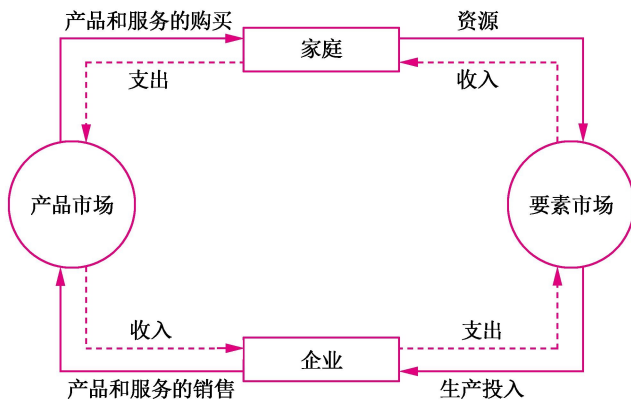 产品和服务的购买
资源
家庭
支出
收入
产品市场
要素市场
收入
支出
企业
产品和服务的销售
生产投入